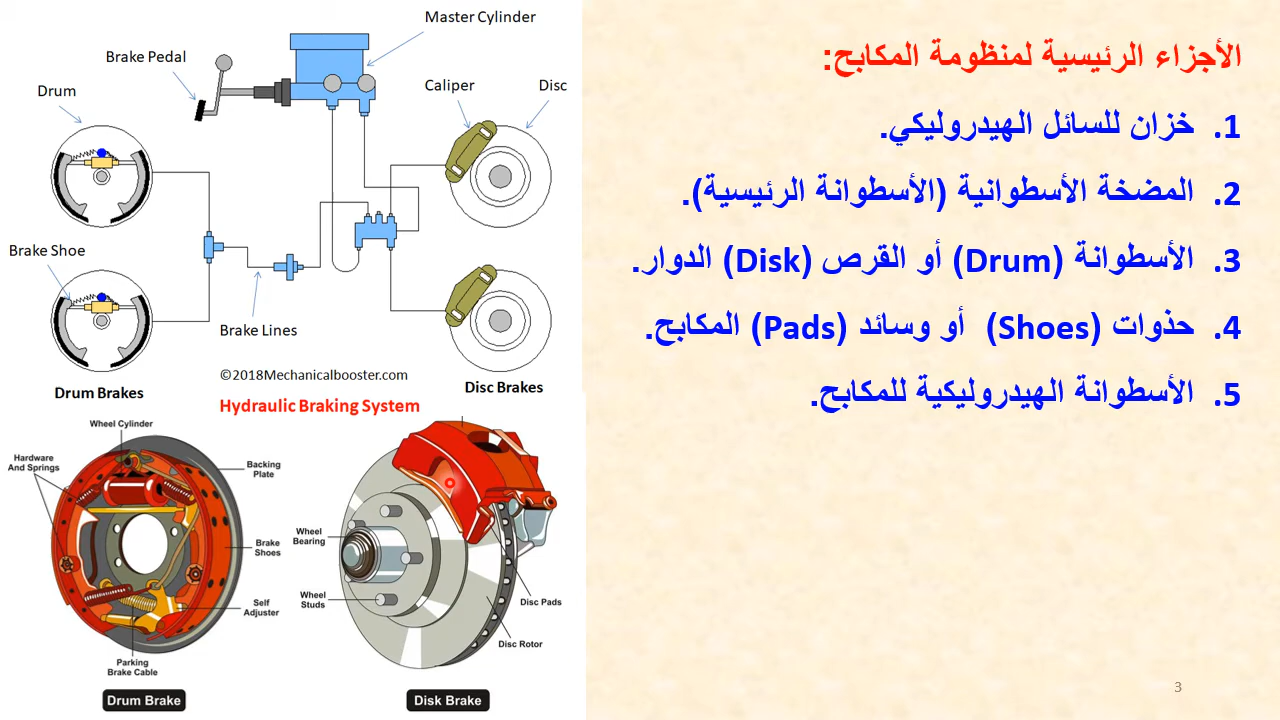 الأجزاء الرئيسية لمنظومة المكابح:
1. خزان للسائل الهيدروليكي.
2. المضخة الأسطوانية (الأسطوانة الرئيسية).
3. الأسطوانة (Drum) أو القرص (Disk) الدوار.
4. حذوات (Shoes) أو وسائد (Pads) المكابح.
5. الأسطوانة الهيدروليكية للمكابح.
Master Cylinder
Brake Pedal
Drum
Caliper
Disc
Brake Shoe
Brake Lines
©2018Mechanicalbooster.com
Drum Brakes
Disc Brakes
Hydraulic Braking System
Wheel Cylinder
Hardware
And Springs
Backing
Plate
Brake
Shoes
Self
Adjuster
Parking
Brake Cable
Drum Brake
Wheel
Bearing
Wheel
Studs
Disc Pads
Disc Rotor
Disk Brake
3